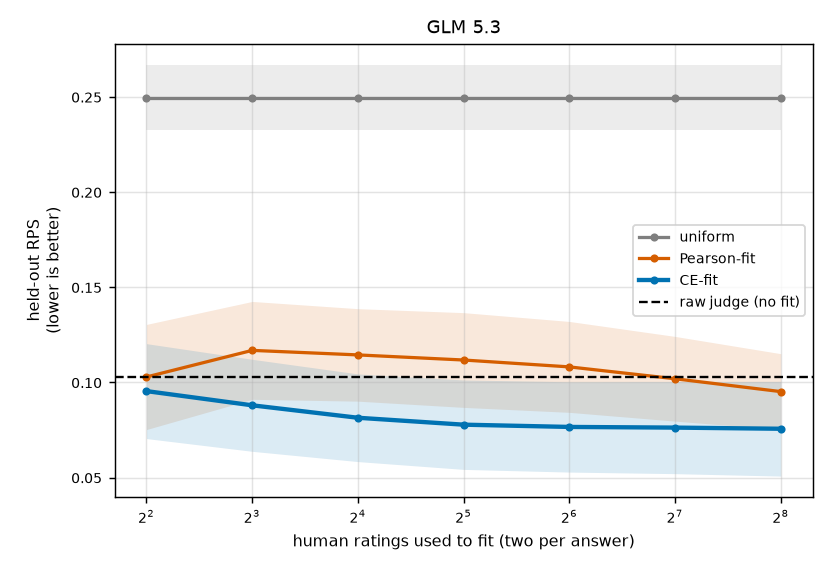 GLM 5.3
held-out RPS
(lower is better)
0.25
0.20
0.15
0.10
0.05
uniform
Pearson-fit
CE-fit
raw judge (no fit)
2² 2³ 2⁴ 2⁵ 2⁶ 2⁷ 2⁸
human ratings used to fit (two per answer)